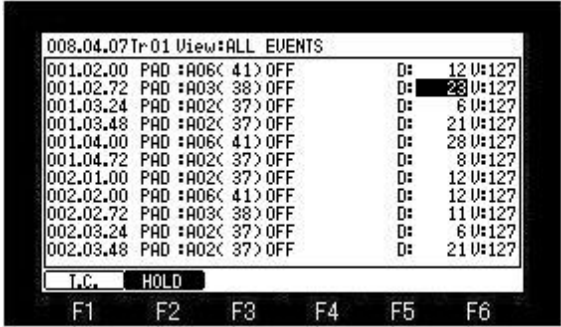 008.04.07Tr01 View:ALL EVENTS
001.02.00 PAD :A06( 41)OFF D: 12 V:127
001.02.72 PAD :A03( 38)OFF D: 23 V:127
001.03.24 PAD :A02( 37)OFF D: 6 V:127
001.03.48 PAD :A02( 37)OFF D: 21 V:127
001.04.00 PAD :A06( 41)OFF D: 28 V:127
001.04.72 PAD :A02( 37)OFF D: 8 V:127
002.01.00 PAD :A02( 37)OFF D: 12 V:127
002.02.00 PAD :A06( 41)OFF D: 12 V:127
002.02.72 PAD :A03( 38)OFF D: 11 V:127
002.03.24 PAD :A02( 37)OFF D: 6 V:127
002.03.48 PAD :A02( 37)OFF D: 21 V:127
T.C. HOLD
F1 F2 F3 F4 F5 F6